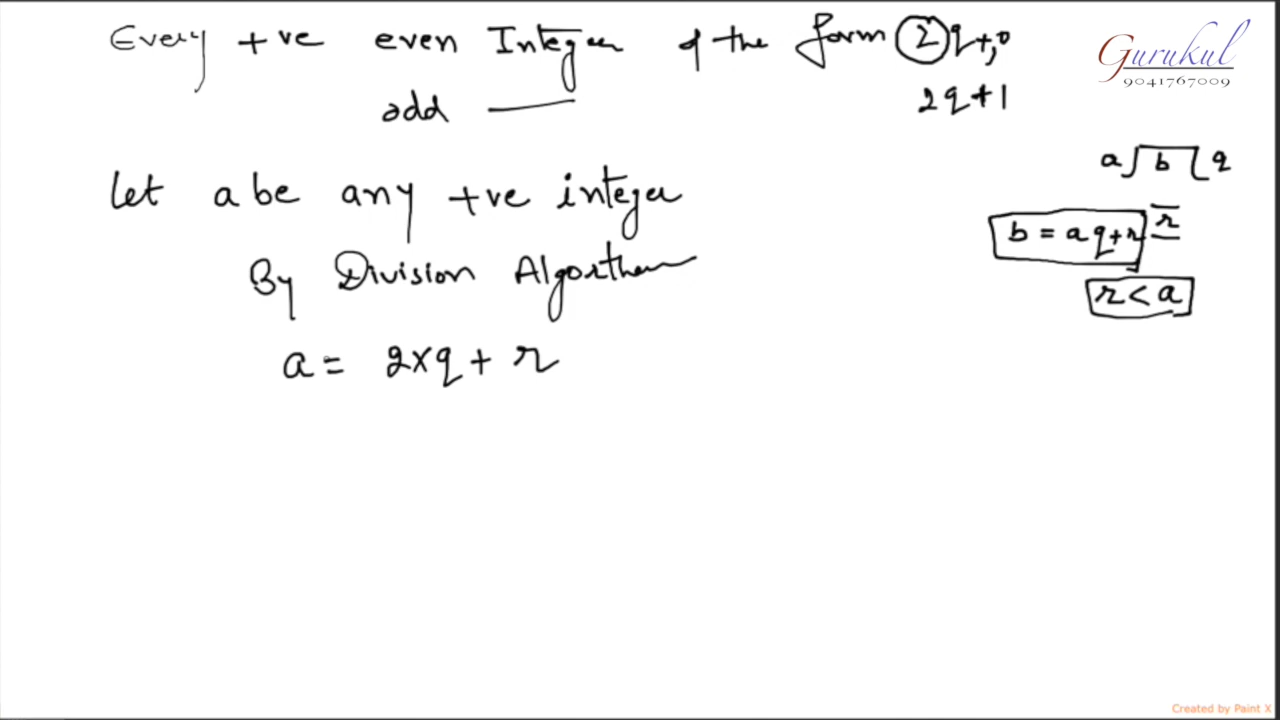 Every +ve even Integer of the form 2q+0
odd —— 2q+1
Gurukul
9041767009
let a be any +ve integer
By Division Algorithm
a = 2×q + r
a b q
r
b = aq+r
r < a
Created by Paint X